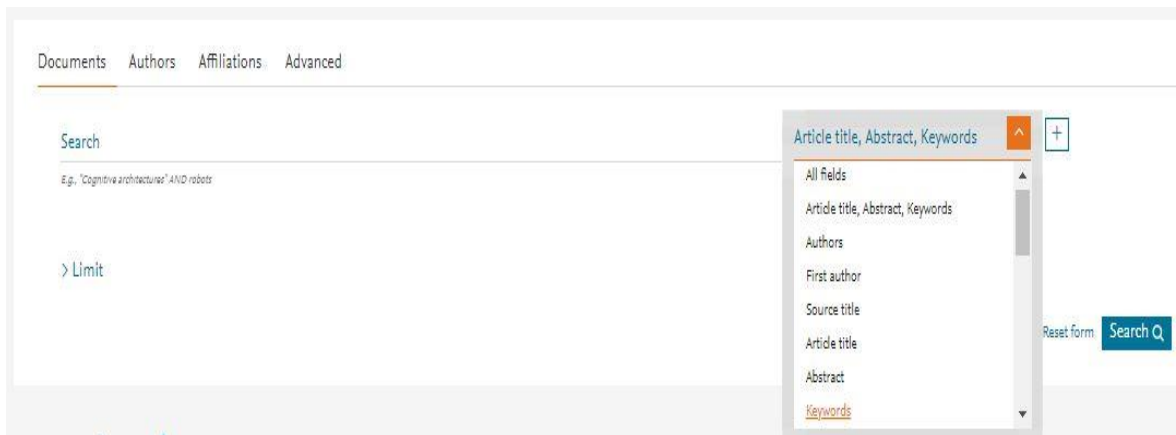 Documents Authors Affiliations Advanced
Search
Article title, Abstract, Keywords
E.g., "Cognitive architectures" AND robots
All fields
Article title, Abstract, Keywords
Authors
> Limit
First author
Source title
Article title
Reset form Search
Abstract
Keywords